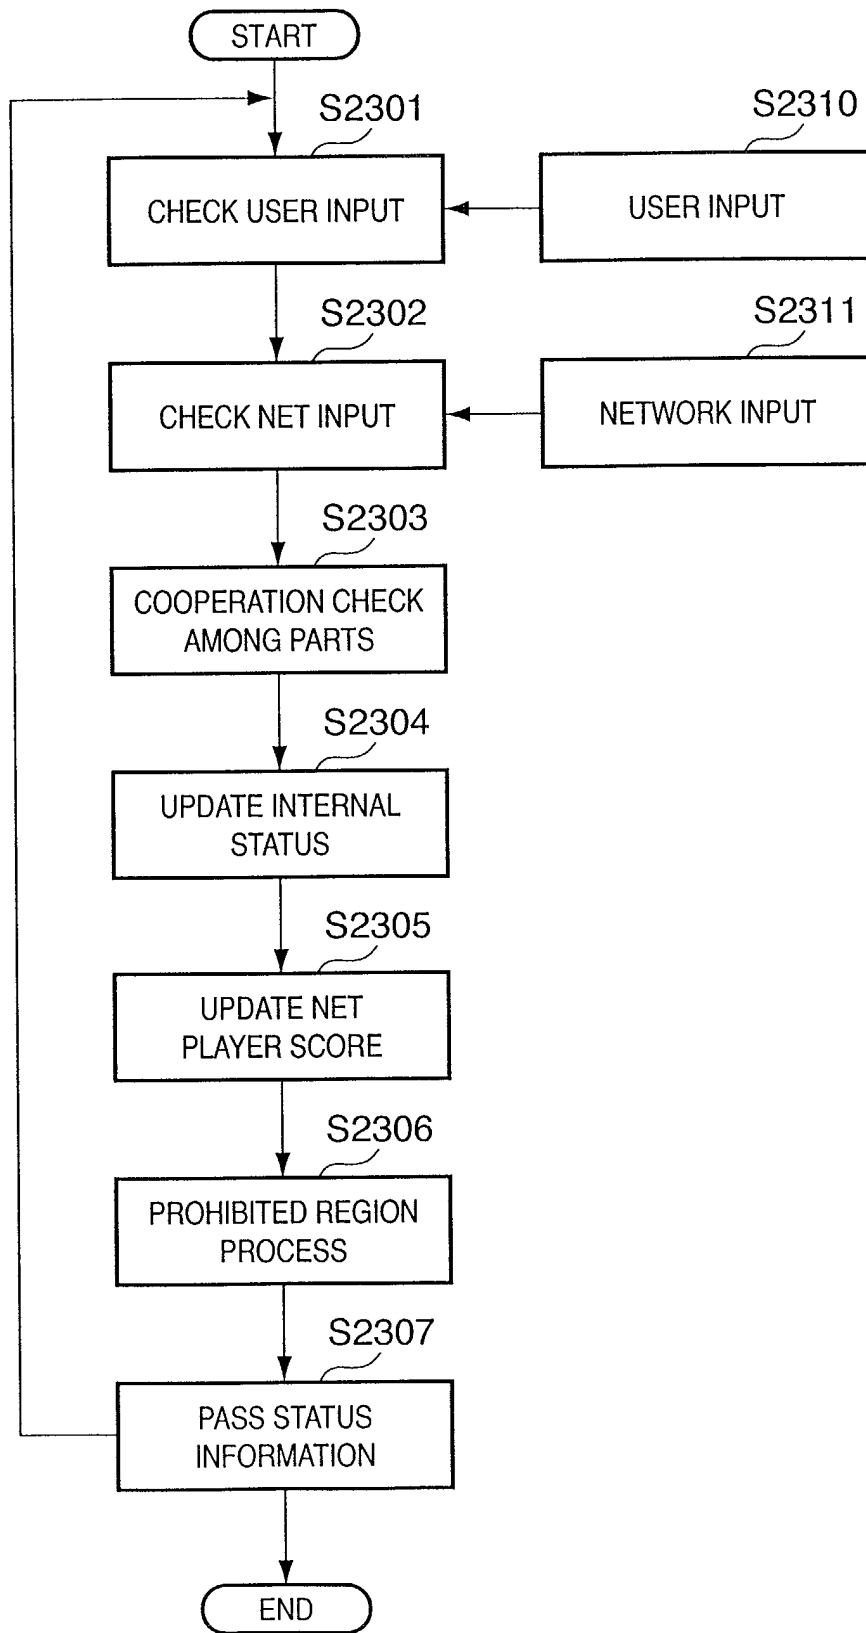 START
S2301
S2310
CHECK USER INPUT
USER INPUT
S2302
S2311
CHECK NET INPUT
NETWORK INPUT
S2303
COOPERATION CHECK
AMONG PARTS
S2304
UPDATE INTERNAL
STATUS
S2305
UPDATE NET
PLAYER SCORE
S2306
PROHIBITED REGION
PROCESS
S2307
PASS STATUS
INFORMATION
END